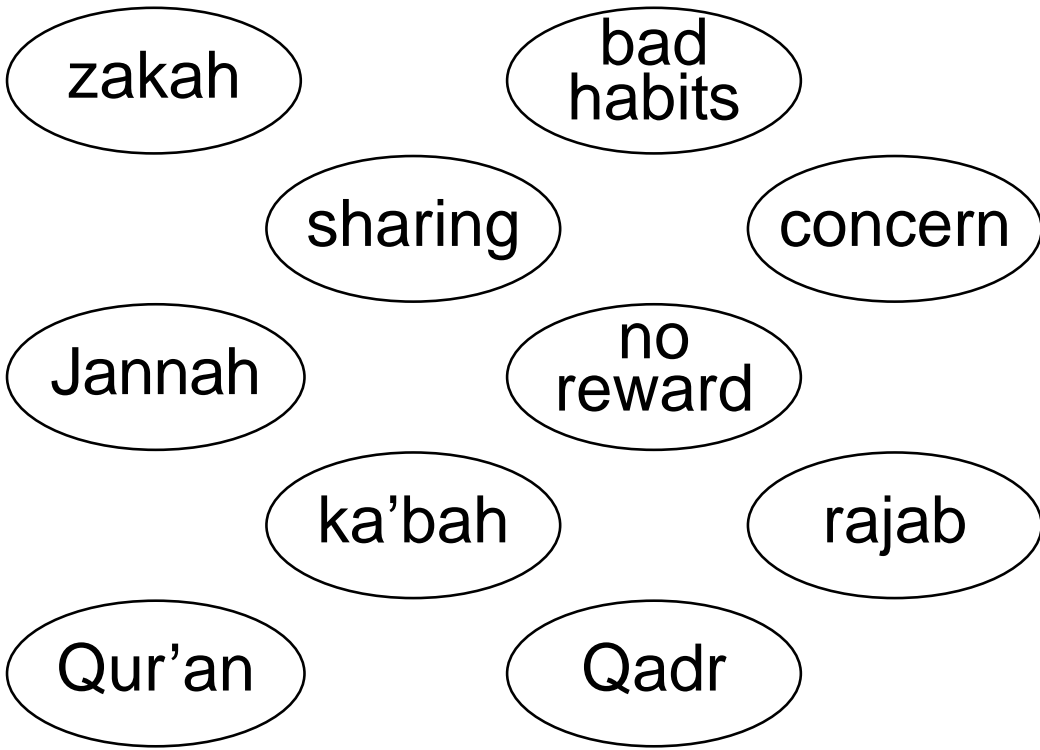 zakah
bad
habits
sharing
concern
Jannah
no
reward
ka’bah
rajab
Qur’an
Qadr